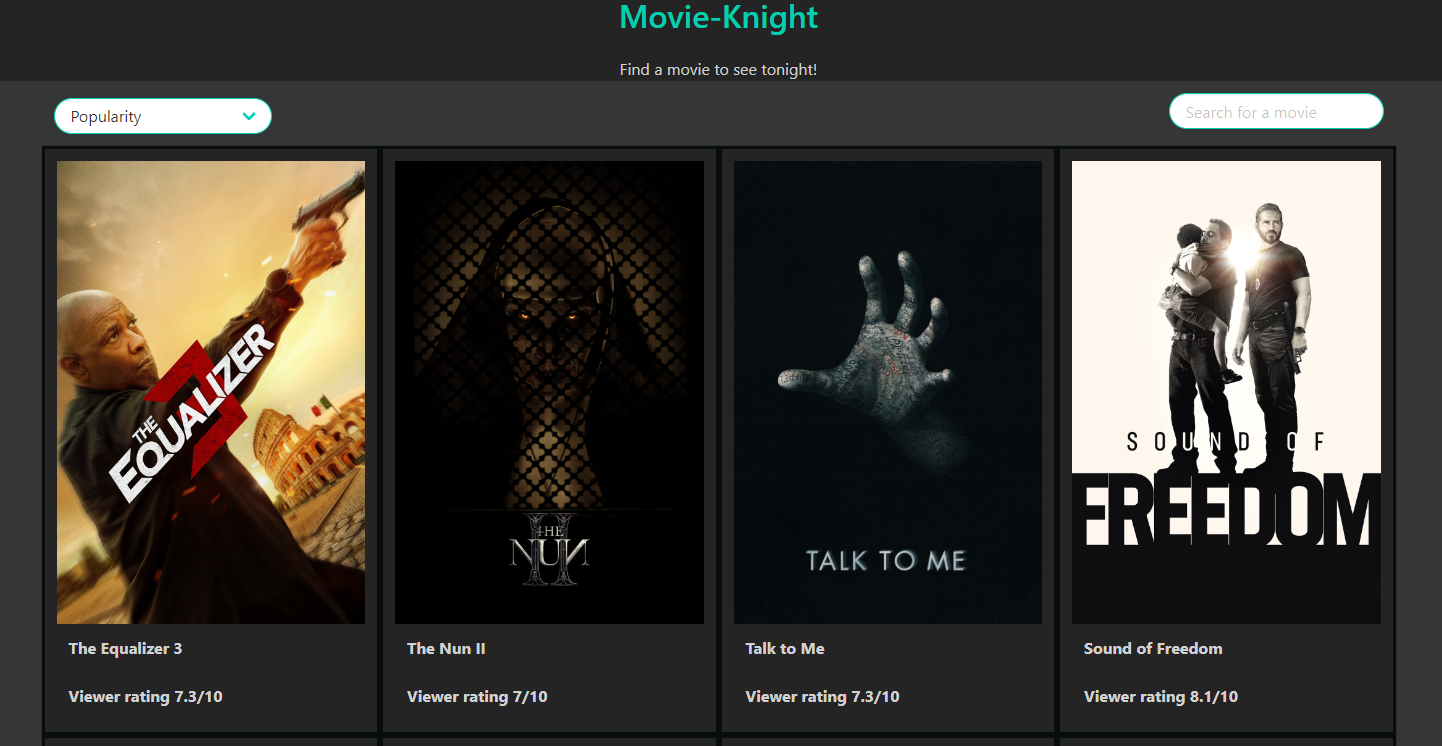 Movie-Knight
Find a movie to see tonight!
Popularity
Search for a movie
THE
EQUALIZER
3
THE
NUN
II
TALK TO ME
SOUND OF
FREEDOM
The Equalizer 3
The Nun II
Talk to Me
Sound of Freedom
Viewer rating 7.3/10
Viewer rating 7/10
Viewer rating 7.3/10
Viewer rating 8.1/10